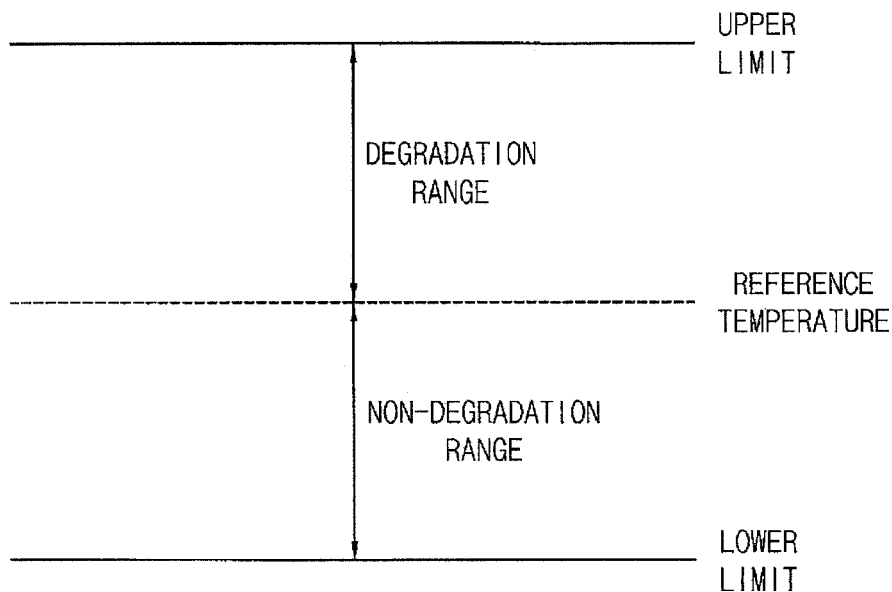 UPPER
LIMIT
DEGRADATION
RANGE
REFERENCE
TEMPERATURE
NON-DEGRADATION
RANGE
LOWER
LIMIT